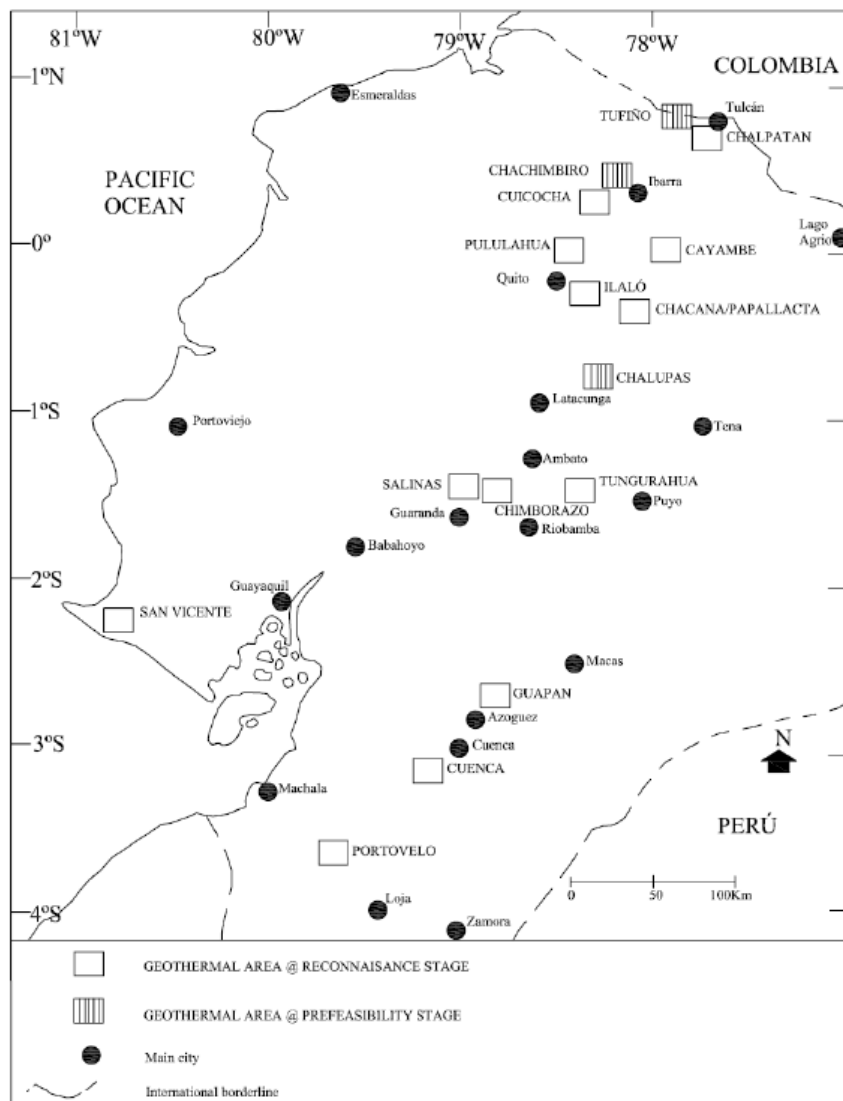 81ºW 80ºW 79ºW 78ºW
1ºN
COLOMBIA
Esmeraldas
TUFIÑO
Tulcán
CHALPATAN
PACIFIC
OCEAN
CHACHIMBIRO
Ibarra
CUICOCHA
Lago
Agrio
0º
PULULAHUA
CAYAMBE
Quito
ILALÓ
CHACANA/PAPALLACTA
CHALUPAS
Latacunga
1ºS
Portoviejo
Tena
Ambato
SALINAS
TUNGURAHUA
Puyo
Guaranda
CHIMBORAZO
Riobamba
Babahoyo
2ºS
Guayaquil
SAN VICENTE
Macas
GUAPAN
Azoguez
3ºS
Cuenca
N
CUENCA
Machala
PERÚ
PORTOVELO
0 50 100Km
Loja
4ºS
Zamora
GEOTHERMAL AREA @ RECONNAISANCE STAGE
GEOTHERMAL AREA @ PREFEASIBILITY STAGE
Main city
International borderline